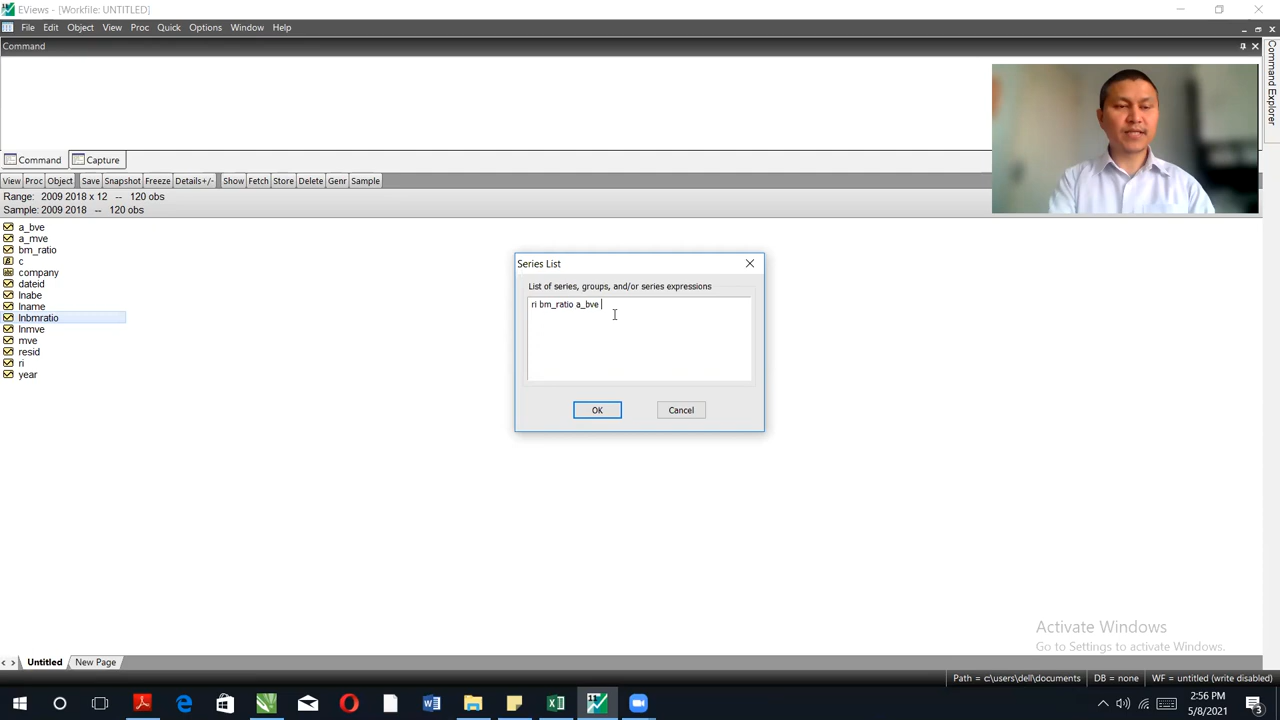 EViews - [Workfile: UNTITLED]
File Edit Object View Proc Quick Options Window Help
Command
Command Explorer
Command Capture
View Proc Object Save Snapshot Freeze Details+/- Show Fetch Store Delete Genr Sample
Range: 2009 2018 x 12 -- 120 obs
Sample: 2009 2018 -- 120 obs
a_bve
a_mve
bm_ratio
c
company
dateid
lnabe
lname
lnbmratio
lnmve
mve
resid
ri
year
Series List
List of series, groups, and/or series expressions
ri bm_ratio a_bve
OK Cancel
Activate Windows
Go to Settings to activate Windows.
Untitled New Page
Path = c:\users\dell\documents DB = none WF = untitled (write disabled)
2:56 PM
5/8/2021
3